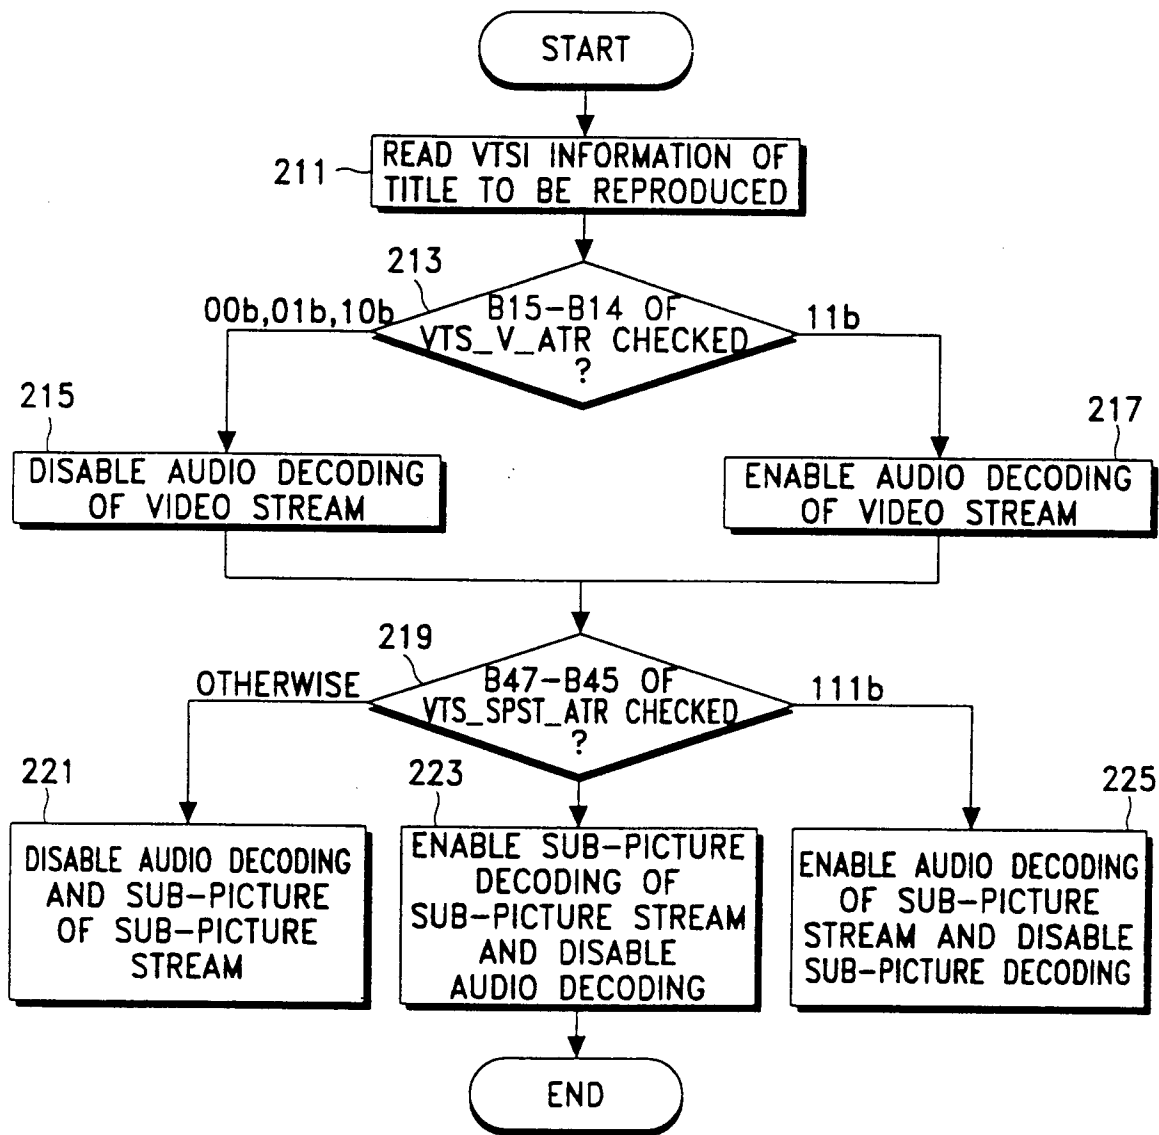 START
211
READ VTSI INFORMATION OF
TITLE TO BE REPRODUCED
213
00b,01b,10b
B15-B14 OF
VTS_V_ATR CHECKED
?
11b
215
DISABLE AUDIO DECODING
OF VIDEO STREAM
217
ENABLE AUDIO DECODING
OF VIDEO STREAM
219
OTHERWISE
B47-B45 OF
VTS_SPST_ATR CHECKED
?
111b
221
DISABLE AUDIO DECODING
AND SUB-PICTURE
OF SUB-PICTURE
STREAM
223
ENABLE SUB-PICTURE
DECODING OF
SUB-PICTURE STREAM
AND DISABLE
AUDIO DECODING
225
ENABLE AUDIO DECODING
OF SUB-PICTURE
STREAM AND DISABLE
SUB-PICTURE DECODING
END